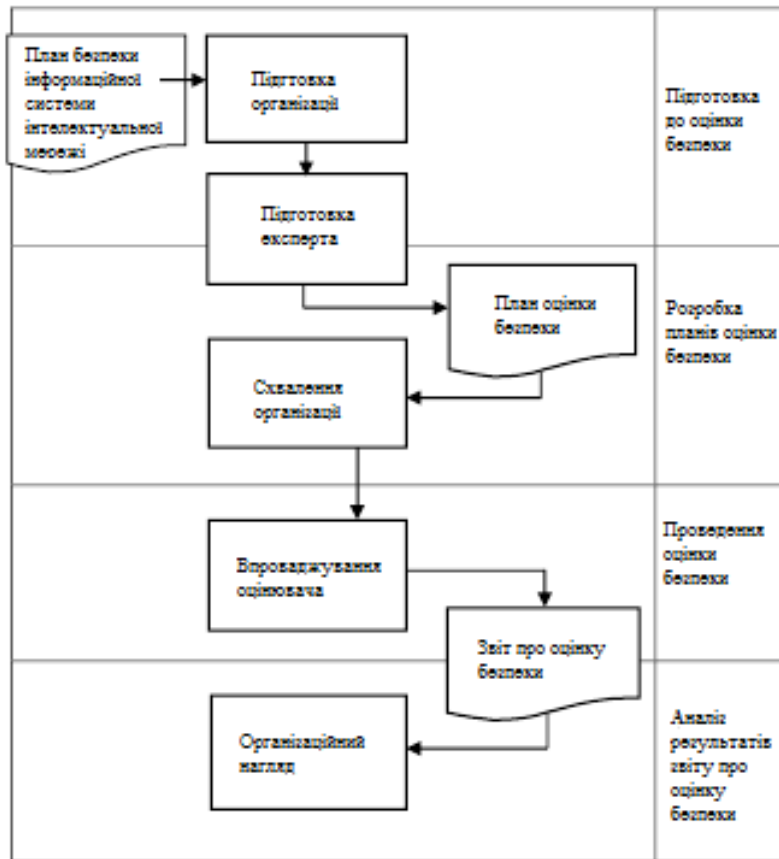 План безпеки
інформаційної
системи
інтелектуальної
мережі
Підгтовка
організації
Підготовка
до оцінки
безпеки
Підготовка
експерта
План оцінки
безпеки
Розробка
планів оцінки
безпеки
Схвалення
організації
Впроваджування
оцінювача
Проведення
оцінки
безпеки
Звіт про оцінку
безпеки
Організаційний
нагляд
Аналіз
результатів
звіту про
оцінку
безпеки